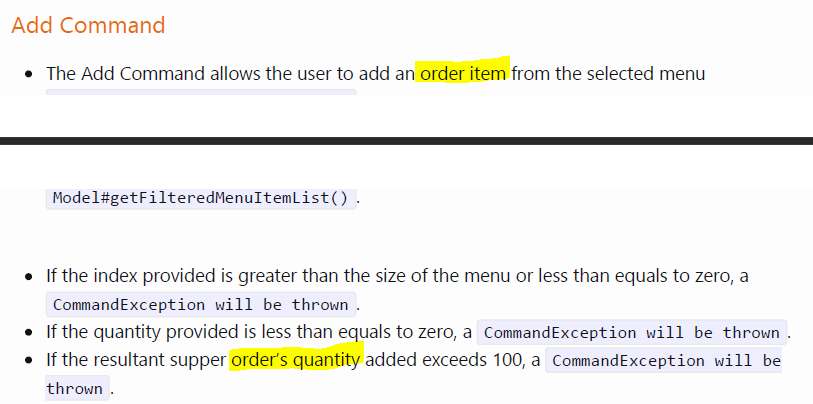 Add Command
• The Add Command allows the user to add an order item from the selected menu
Model#getFilteredMenuItemList() .
• If the index provided is greater than the size of the menu or less than equals to zero, a
CommandException will be thrown .
• If the quantity provided is less than equals to zero, a CommandException will be thrown .
• If the resultant supper order's quantity added exceeds 100, a CommandException will be
thrown .